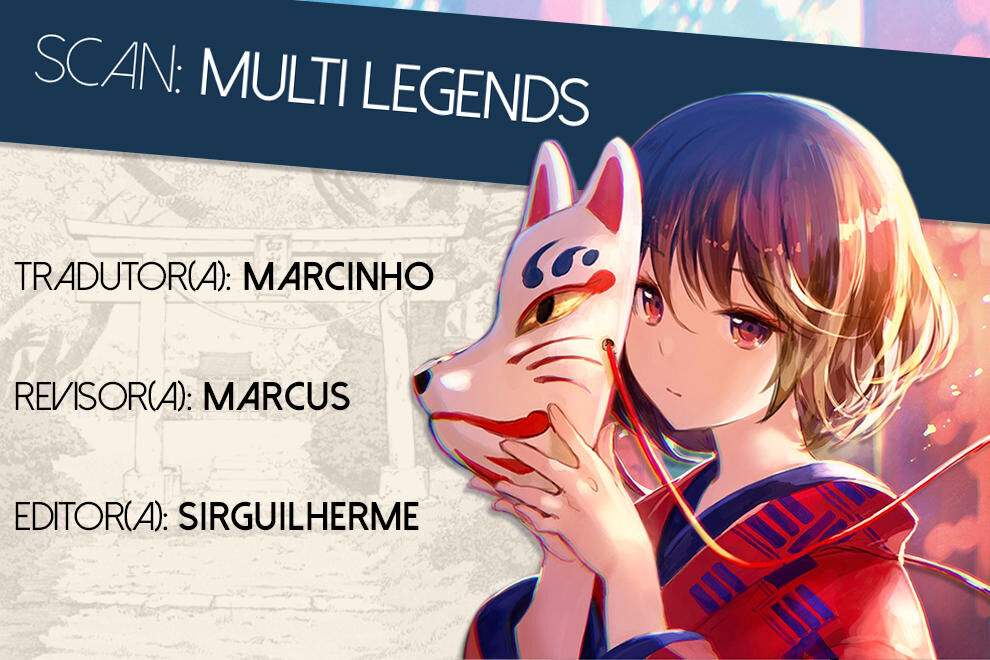 SCAN: MULTI LEGENDS
TRADUTOR(A): MARCINHO
REVISOR(A): MARCUS
EDITOR(A): SIRGUILHERME